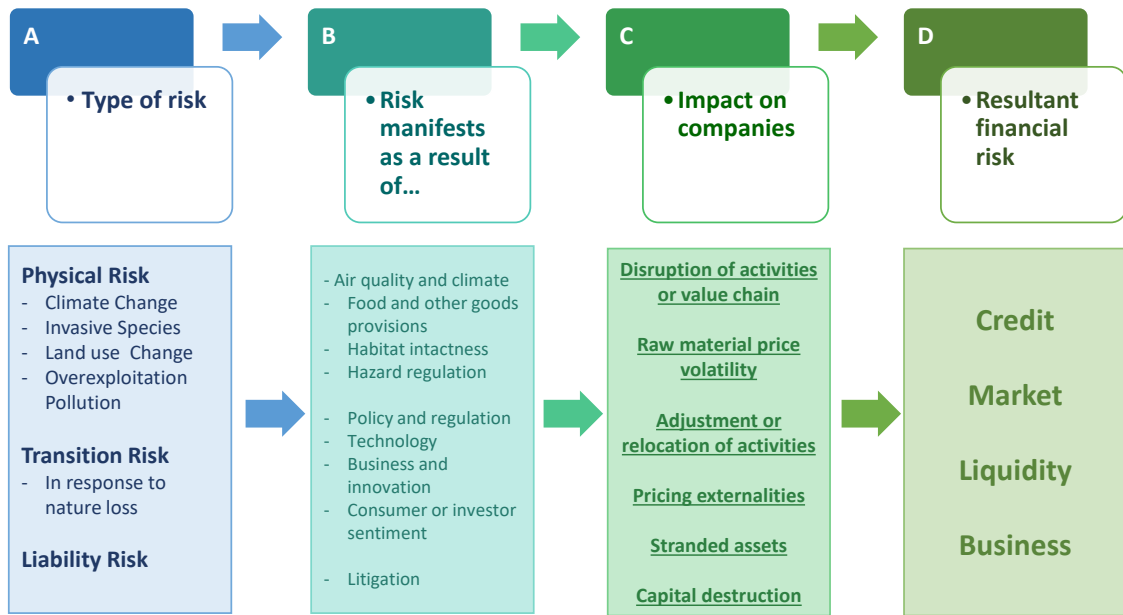 A
• Type of risk
B
• Risk
manifests
as a result
of…
C
• Impact on
companies
D
• Resultant
financial
risk
Physical Risk
- Climate Change
- Invasive Species
- Land use Change
- Overexploitation
Pollution
Transition Risk
- In response to
nature loss
Liability Risk
- Air quality and climate
- Food and other goods
provisions
- Habitat intactness
- Hazard regulation
- Policy and regulation
- Technology
- Business and
innovation
- Consumer or investor
sentiment
- Litigation
Disruption of activities
or value chain
Raw material price
volatility
Adjustment or
relocation of activities
Pricing externalities
Stranded assets
Capital destruction
Credit
Market
Liquidity
Business